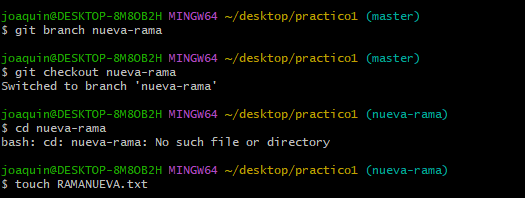 joaquin@DESKTOP-8M8OB2H MINGW64 ~/desktop/practico1 (master)
$ git branch nueva-rama
joaquin@DESKTOP-8M8OB2H MINGW64 ~/desktop/practico1 (master)
$ git checkout nueva-rama
Switched to branch 'nueva-rama'
joaquin@DESKTOP-8M8OB2H MINGW64 ~/desktop/practico1 (nueva-rama)
$ cd nueva-rama
bash: cd: nueva-rama: No such file or directory
joaquin@DESKTOP-8M8OB2H MINGW64 ~/desktop/practico1 (nueva-rama)
$ touch RAMANUEVA.txt